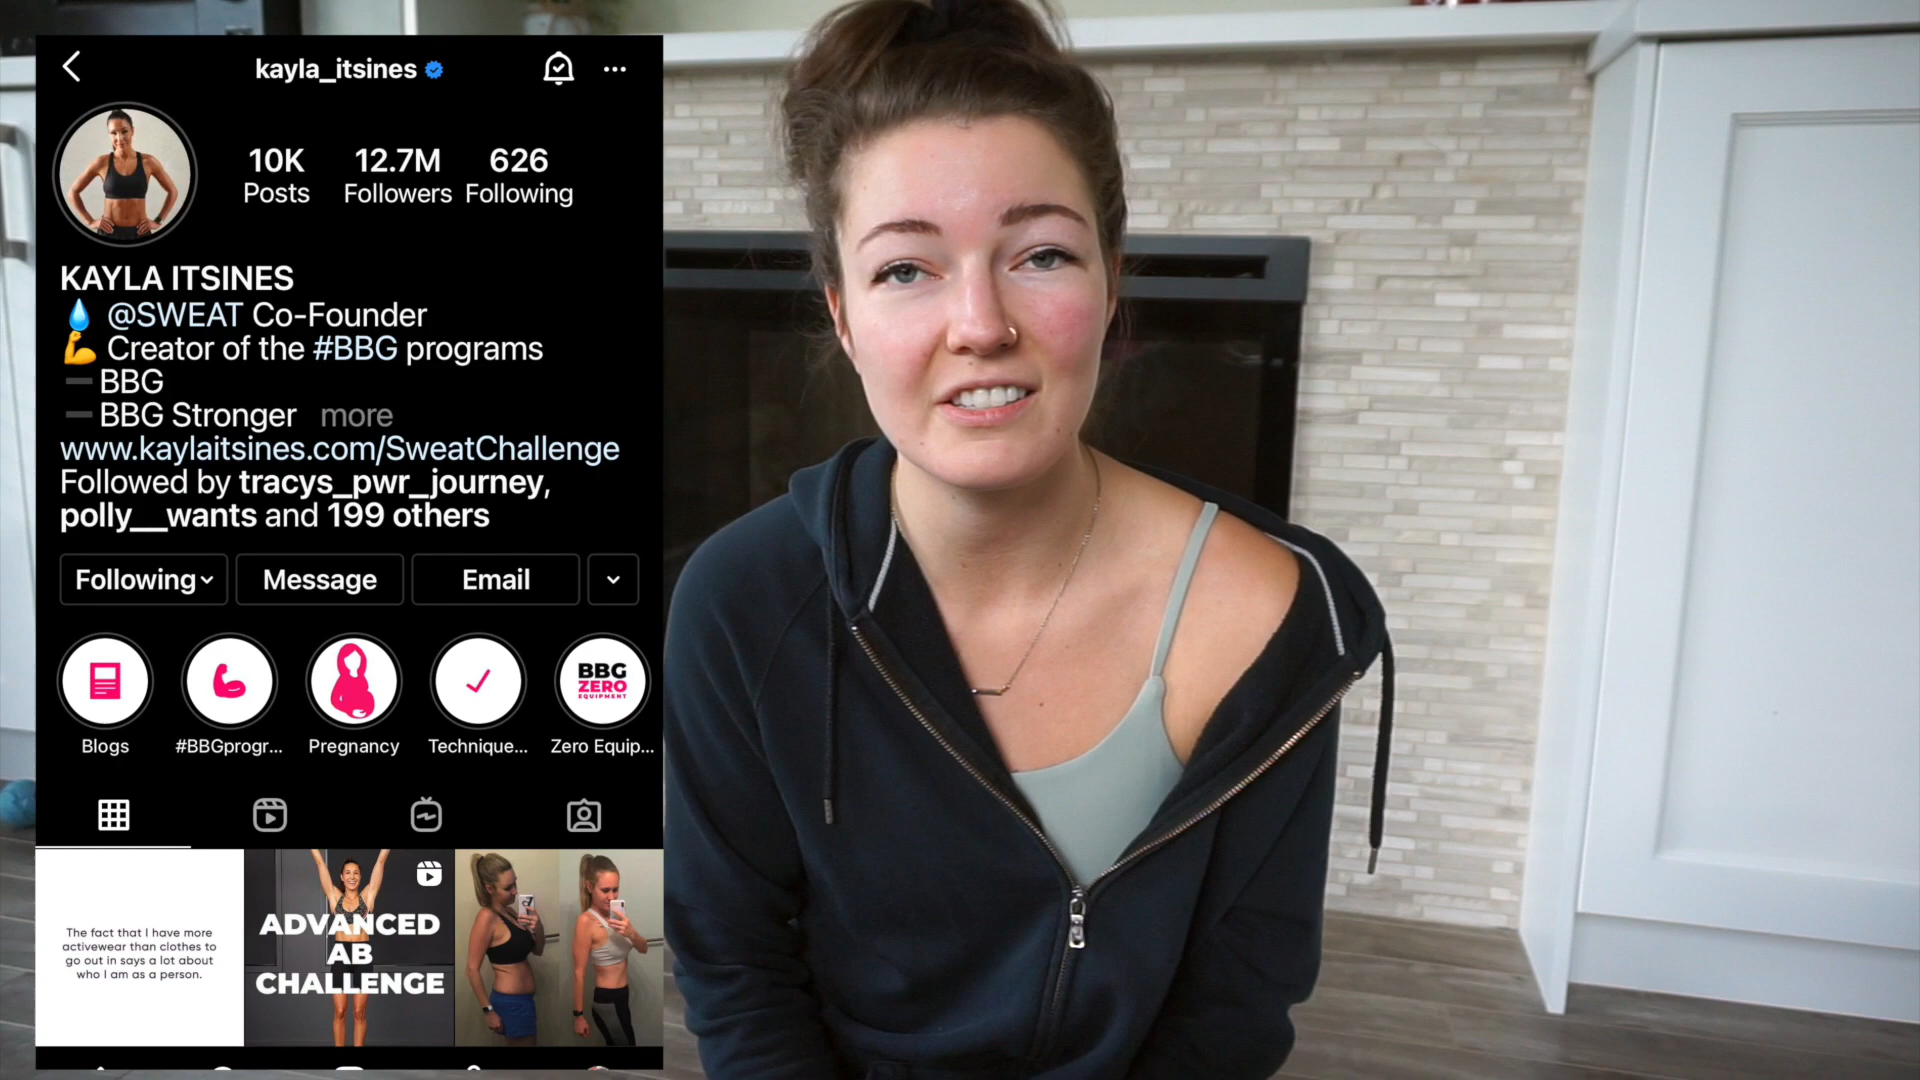 kayla_itsines
10K
12.7M
626
Posts
Followers
Following
KAYLA ITSINES
@SWEAT Co-Founder
Creator of the #BBG programs
BBG
BBG Stronger more
www.kaylaitsines.com/SweatChallenge
Followed by tracys_pwr_journey,
polly__wants and 199 others
Following
Message
Email
BBG
ZERO
EQUIPMENT
Blogs
#BBGprogr...
Pregnancy
Technique...
Zero Equip...
The fact that I have more
activewear than clothes to
go out in says a lot about
who I am as a person.
ADVANCED
AB
CHALLENGE